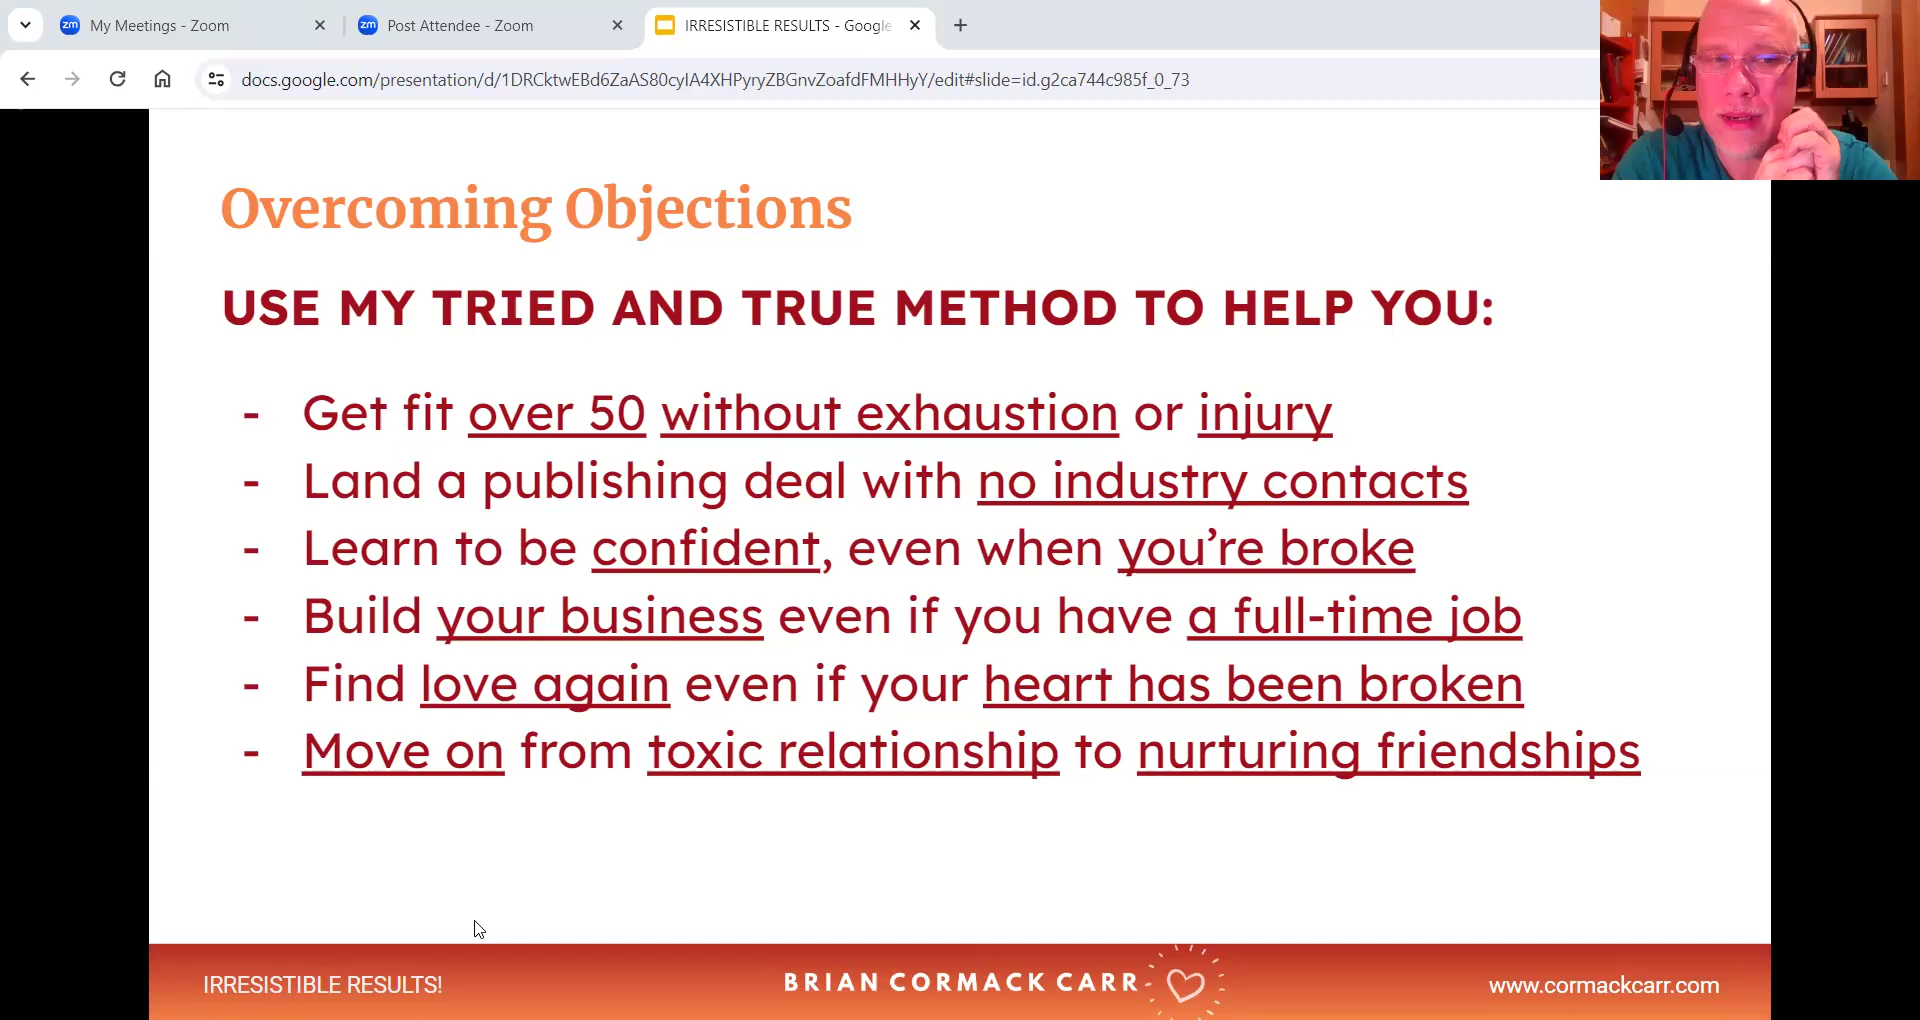 My Meetings - Zoom
Post Attendee - Zoom
IRRESISTIBLE RESULTS - Google
docs.google.com/presentation/d/1DRCktwEBd6ZaAS80cyIA4XHPyryZBGnvZoafdFMHHyY/edit#slide=id.g2ca744c985f_0_73
Overcoming Objections
USE MY TRIED AND TRUE METHOD TO HELP YOU:
- Get fit over 50 without exhaustion or injury
- Land a publishing deal with no industry contacts
- Learn to be confident, even when you’re broke
- Build your business even if you have a full-time job
- Find love again even if your heart has been broken
- Move on from toxic relationship to nurturing friendships
IRRESISTIBLE RESULTS!
BRIAN CORMACK CARR
www.cormackcarr.com